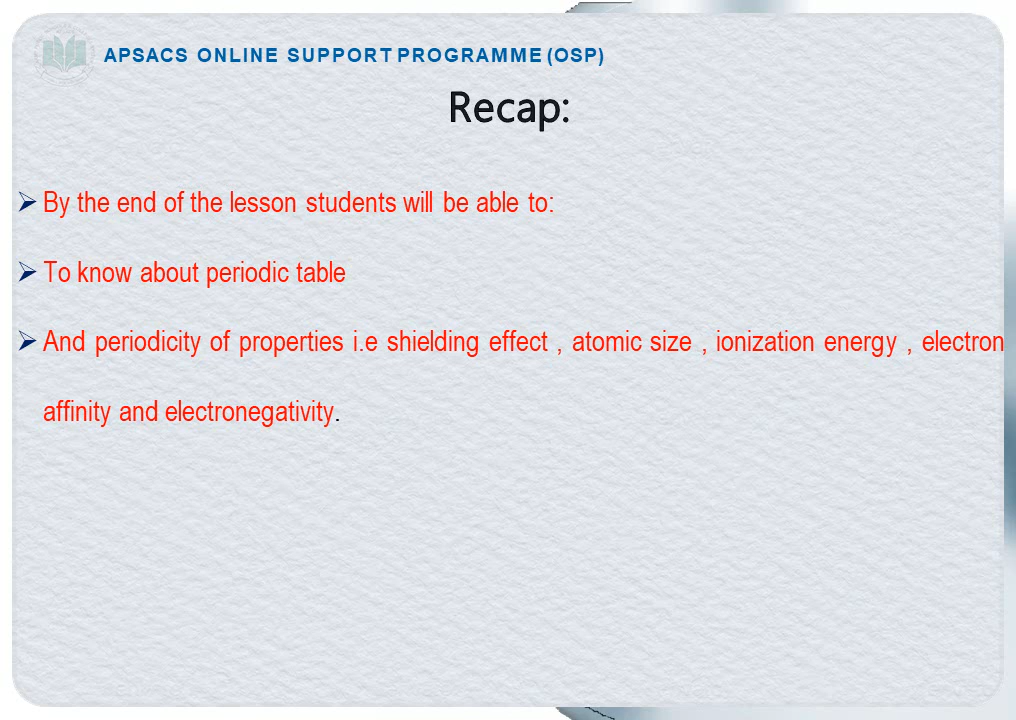 APSACS ONLINE SUPPORT PROGRAMME (OSP)
Recap:
By the end of the lesson students will be able to:
To know about periodic table
And periodicity of properties i.e shielding effect , atomic size , ionization energy , electron
affinity and electronegativity.